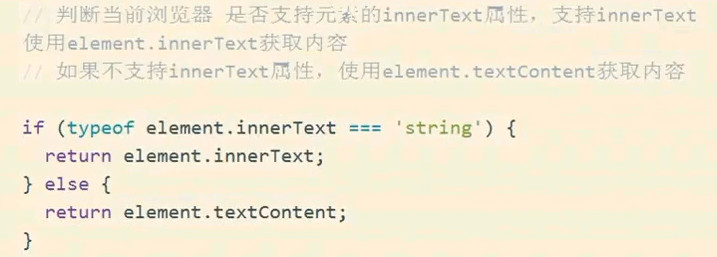 // 判断当前浏览器 是否支持元素的innerText属性，支持innerText
使用element.innerText获取内容
// 如果不支持innerText属性，使用element.textContent获取内容
if (typeof element.innerText === 'string') {
  return element.innerText;
} else {
  return element.textContent;
}